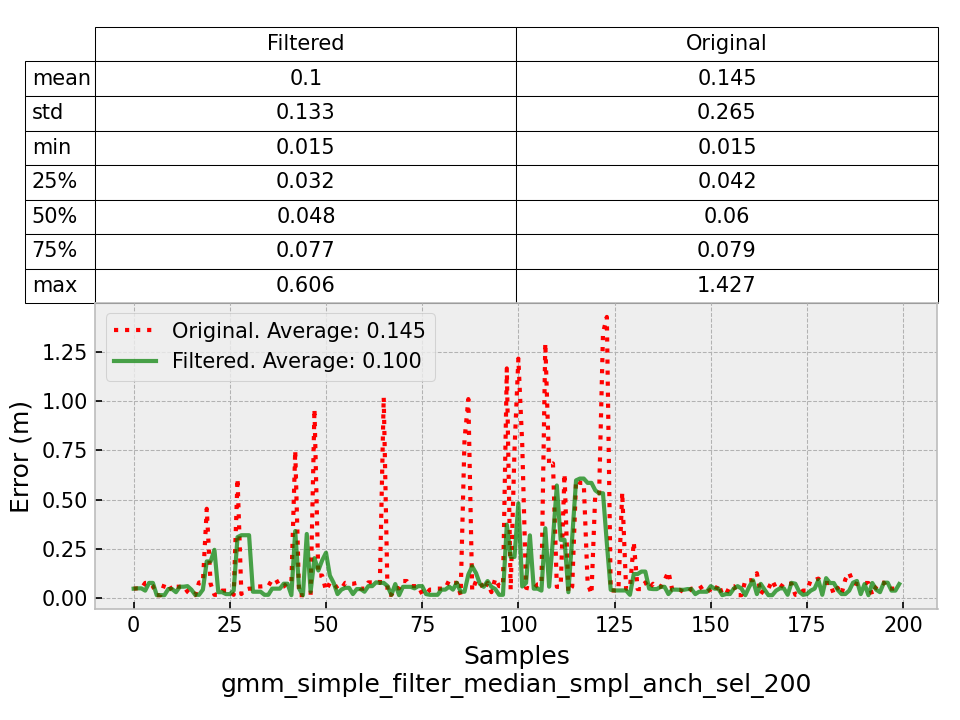 Filtered Original
mean 0.1 0.145
std 0.133 0.265
min 0.015 0.015
25% 0.032 0.042
50% 0.048 0.06
75% 0.077 0.079
max 0.606 1.427
Original. Average: 0.145
Filtered. Average: 0.100
1.25
1.00
0.75
0.50
0.25
0.00
Error (m)
0 25 50 75 100 125 150 175 200
Samples
gmm_simple_filter_median_smpl_anch_sel_200